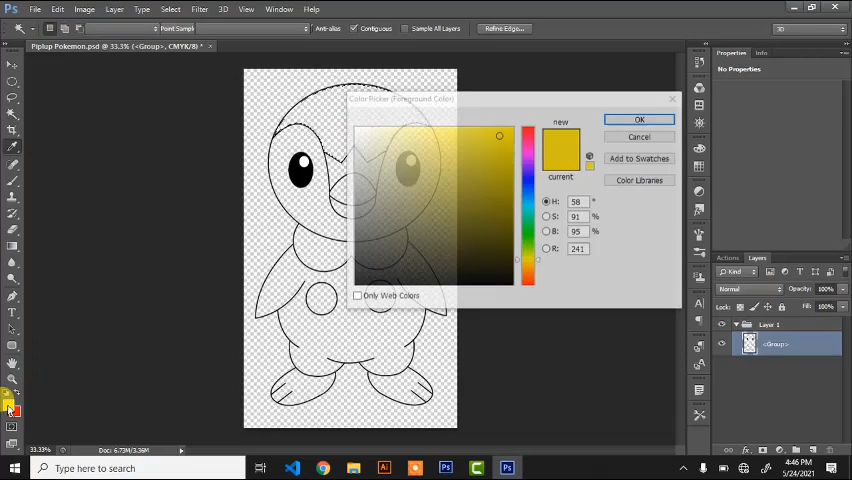 Ps File Edit Image Layer Type Select Filter 3D View Window Help
Point Sample Anti-alias Contiguous Sample All Layers Refine Edge... 3D
Piplup Pokemon.psd @ 33.3% (<Group>, CMYK/8) * ×
Properties Info
No Properties
Color Picker (Foreground Color)
new
current
OK
Cancel
Add to Swatches
Color Libraries
H: 58 °
S: 91 %
B: 95 %
R: 241
Only Web Colors
Actions Layers
Kind
Normal Opacity: 100%
Lock: Fill: 100%
Layer 1
<Group>
33.33% Doc: 6.73M/3.36M
Type here to search
Ai Ps Ps
4:46 PM
5/24/2021